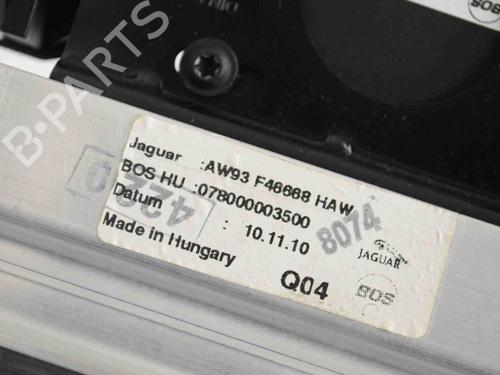 B·PARTS
BOS
Jaguar :AW93 F46668 HAW
BOS HU :078000003500
Datum : 10.11.10
Made in Hungary
8074
JAGUAR
Q04
BOS